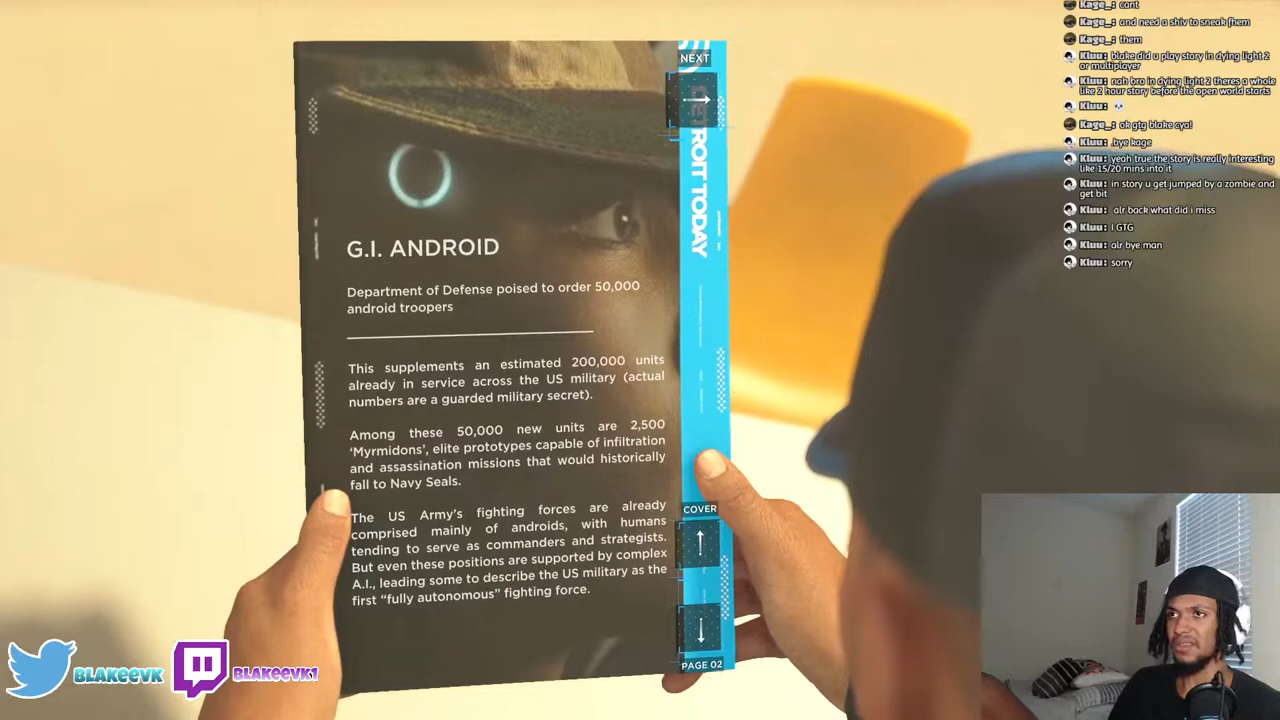 NEXT
DETROIT TODAY
G.I. ANDROID
Department of Defense poised to order 50,000
android troopers
This supplements an estimated 200,000 units
already in service across the US military (actual
numbers are a guarded military secret).
Among these 50,000 new units are 2,500
‘Myrmidons’, elite prototypes capable of infiltration
and assassination missions that would historically
fall to Navy Seals.
The US Army’s fighting forces are already
comprised mainly of androids, with humans
tending to serve as commanders and strategists.
But even these positions are supported by complex
A.I., leading some to describe the US military as the
first “fully autonomous” fighting force.
COVER
PAGE 02
Kage_: cant
Kage_: and need a shiv to sneak fhem
Kage_: them
Kluu: blake did u play story in dying light 2
or multiplayer
Kluu: nah bro in dying light 2 theres a whole
like 2 hour story before the open world starts
Kluu: 💀
Kage_: ok gtg blake cya!
Kluu: .bye kage
Kluu: yeah true the story is really interesting
like 15/20 mins into it
Kluu: in story u get jumped by a zombie and
get bit
Kluu: alr back what did i miss
Kluu: I GTG
Kluu: alr bye man
Kluu: sorry
BLAKEEVK
BLAKEEVK1